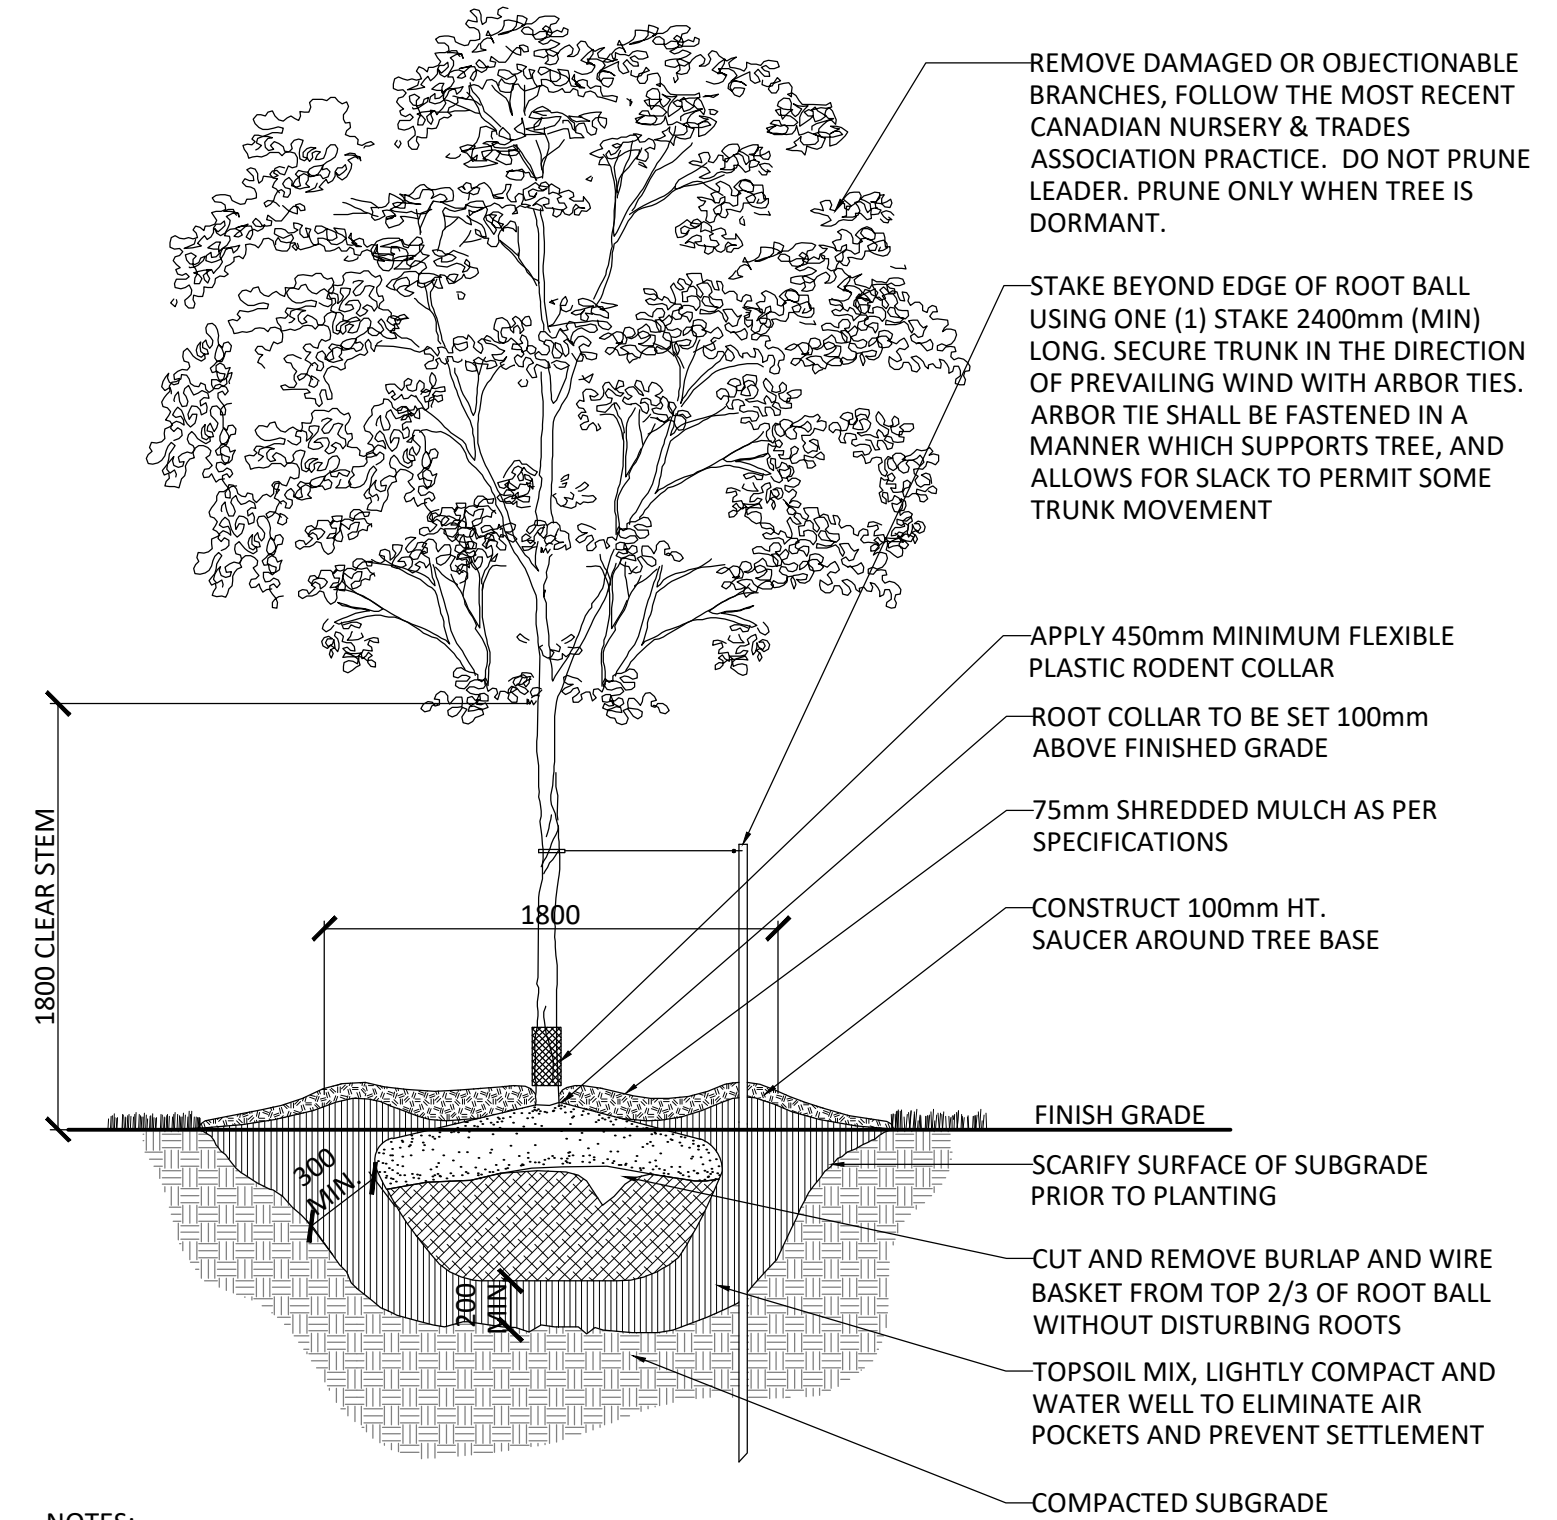 REMOVE DAMAGED OR OBJECTIONABLE
BRANCHES, FOLLOW THE MOST RECENT
CANADIAN NURSERY & TRADES
ASSOCIATION PRACTICE. DO NOT PRUNE
LEADER. PRUNE ONLY WHEN TREE IS
DORMANT.
STAKE BEYOND EDGE OF ROOT BALL
USING ONE (1) STAKE 2400mm (MIN)
LONG. SECURE TRUNK IN THE DIRECTION
OF PREVAILING WIND WITH ARBOR TIES.
ARBOR TIE SHALL BE FASTENED IN A
MANNER WHICH SUPPORTS TREE, AND
ALLOWS FOR SLACK TO PERMIT SOME
TRUNK MOVEMENT
APPLY 450mm MINIMUM FLEXIBLE
PLASTIC RODENT COLLAR
ROOT COLLAR TO BE SET 100mm
ABOVE FINISHED GRADE
75mm SHREDDED MULCH AS PER
SPECIFICATIONS
CONSTRUCT 100mm HT.
SAUCER AROUND TREE BASE
1800 CLEAR STEM
1800
FINISH GRADE
300
MIN.
200
MIN
SCARIFY SURFACE OF SUBGRADE
PRIOR TO PLANTING
CUT AND REMOVE BURLAP AND WIRE
BASKET FROM TOP 2/3 OF ROOT BALL
WITHOUT DISTURBING ROOTS
TOPSOIL MIX, LIGHTLY COMPACT AND
WATER WELL TO ELIMINATE AIR
POCKETS AND PREVENT SETTLEMENT
COMPACTED SUBGRADE
NOTES: